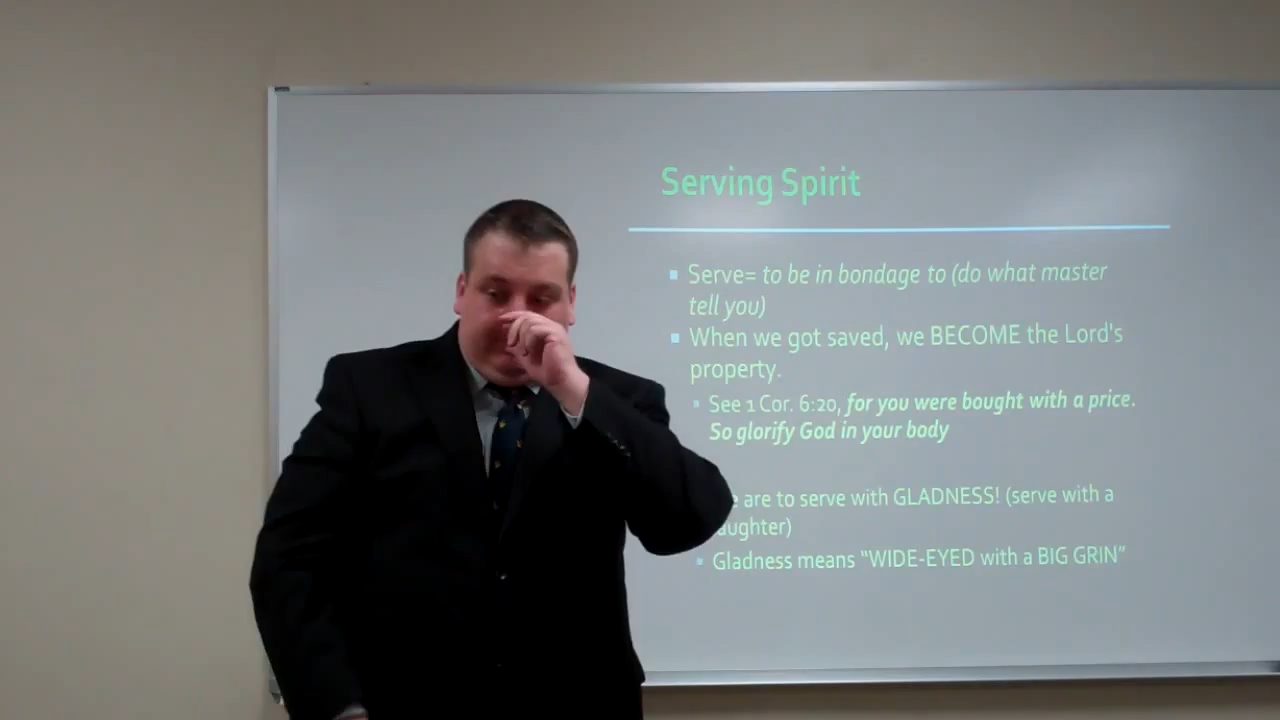 Serving Spirit
Serve= to be in bondage to (do what master
tell you)
When we got saved, we BECOME the Lord's
property.
See 1 Cor. 6:20, for you were bought with a price.
So glorify God in your body
are to serve with GLADNESS! (serve with a
Gladness means “WIDE-EYED with a BIG GRIN”